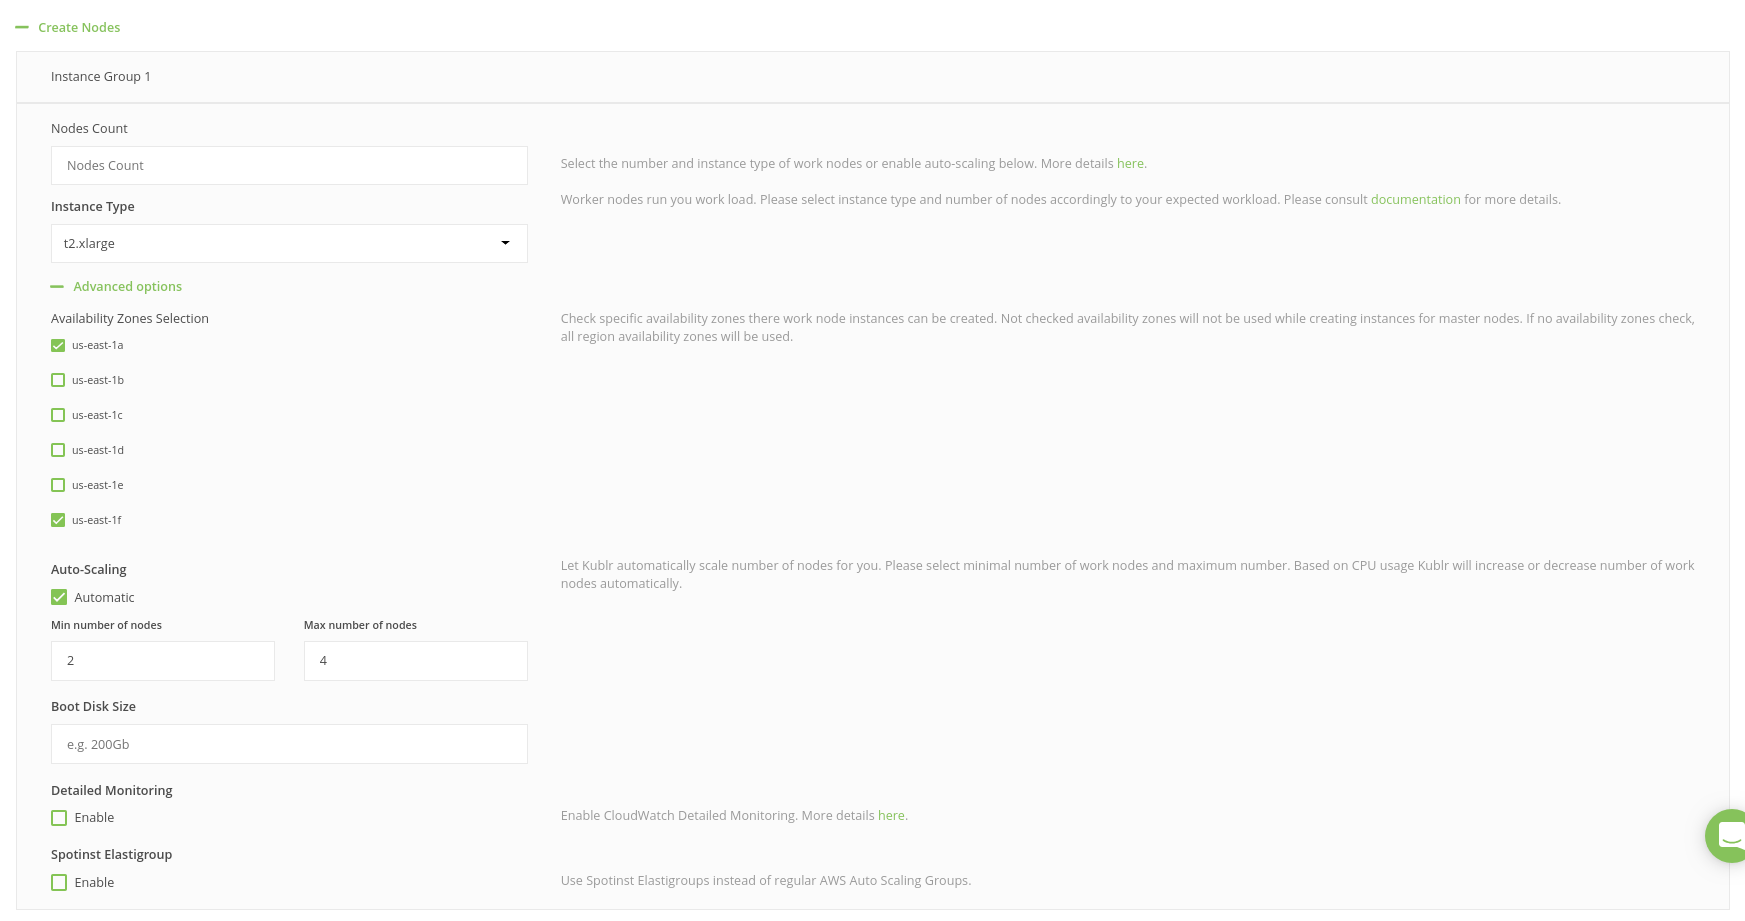 Create Nodes
Instance Group 1
Nodes Count
Nodes Count
Select the number and instance type of work nodes or enable auto-scaling below. More details here.
Worker nodes run you work load. Please select instance type and number of nodes accordingly to your expected workload. Please consult documentation for more details.
Instance Type
t2.xlarge
Advanced options
Availability Zones Selection
Check specific availability zones there work node instances can be created. Not checked availability zones will not be used while creating instances for master nodes. If no availability zones check,
all region availability zones will be used.
us-east-1a
us-east-1b
us-east-1c
us-east-1d
us-east-1e
us-east-1f
Auto-Scaling
Let Kublr automatically scale number of nodes for you. Please select minimal number of work nodes and maximum number. Based on CPU usage Kublr will increase or decrease number of work
nodes automatically.
Automatic
Min number of nodes
Max number of nodes
2
4
Boot Disk Size
e.g. 200Gb
Detailed Monitoring
Enable
Enable CloudWatch Detailed Monitoring. More details here.
Spotinst Elastigroup
Enable
Use Spotinst Elastigroups instead of regular AWS Auto Scaling Groups.